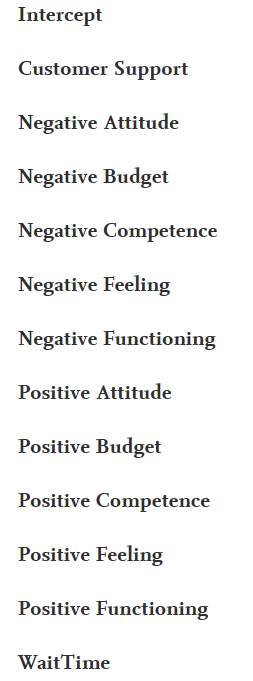 Intercept
Customer Support
Negative Attitude
Negative Budget
Negative Competence
Negative Feeling
Negative Functioning
Positive Attitude
Positive Budget
Positive Competence
Positive Feeling
Positive Functioning
WaitTime